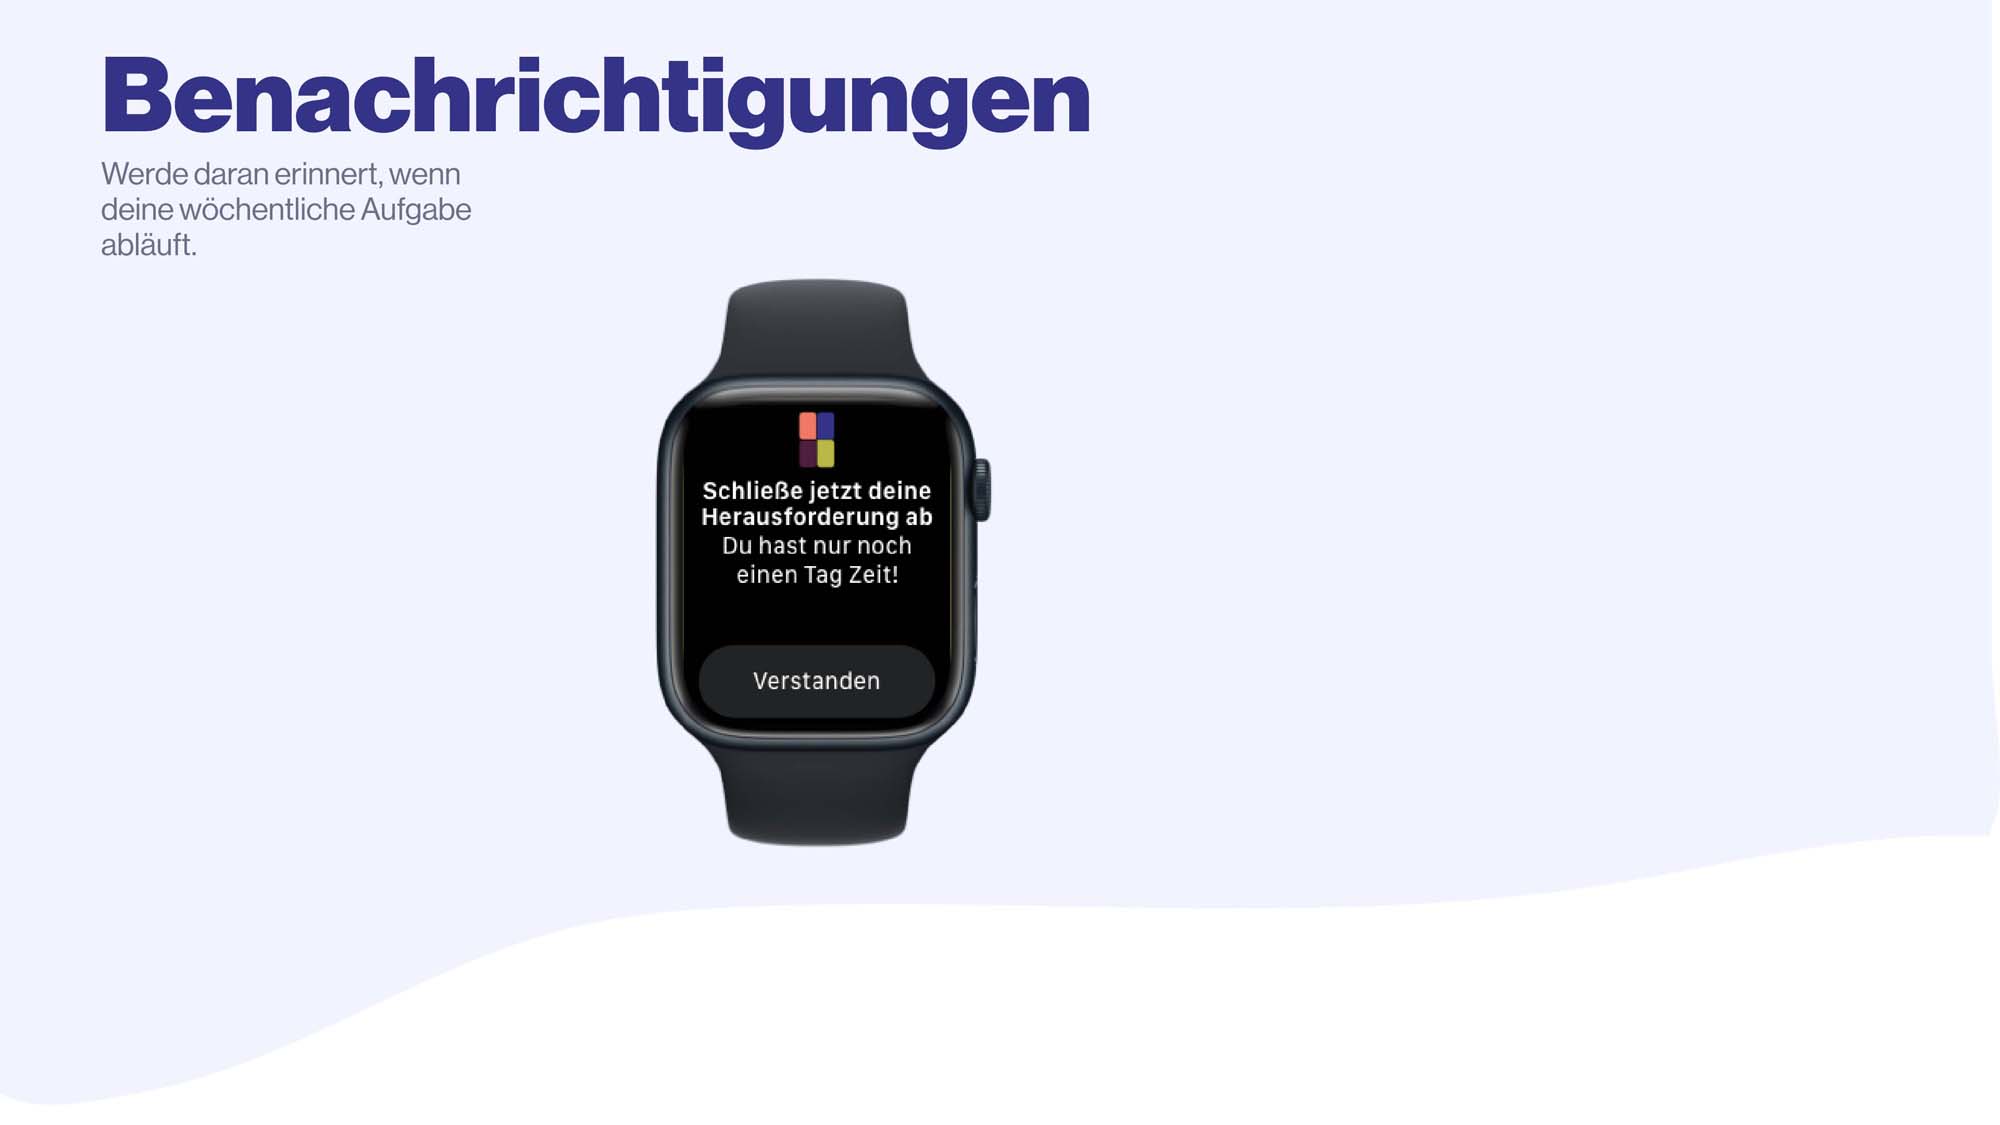 Benachrichtigungen
Werde daran erinnert, wenn
deine wöchentliche Aufgabe
abläuft.
Schließe jetzt deine
Herausforderung ab
Du hast nur noch
einen Tag Zeit!
Verstanden